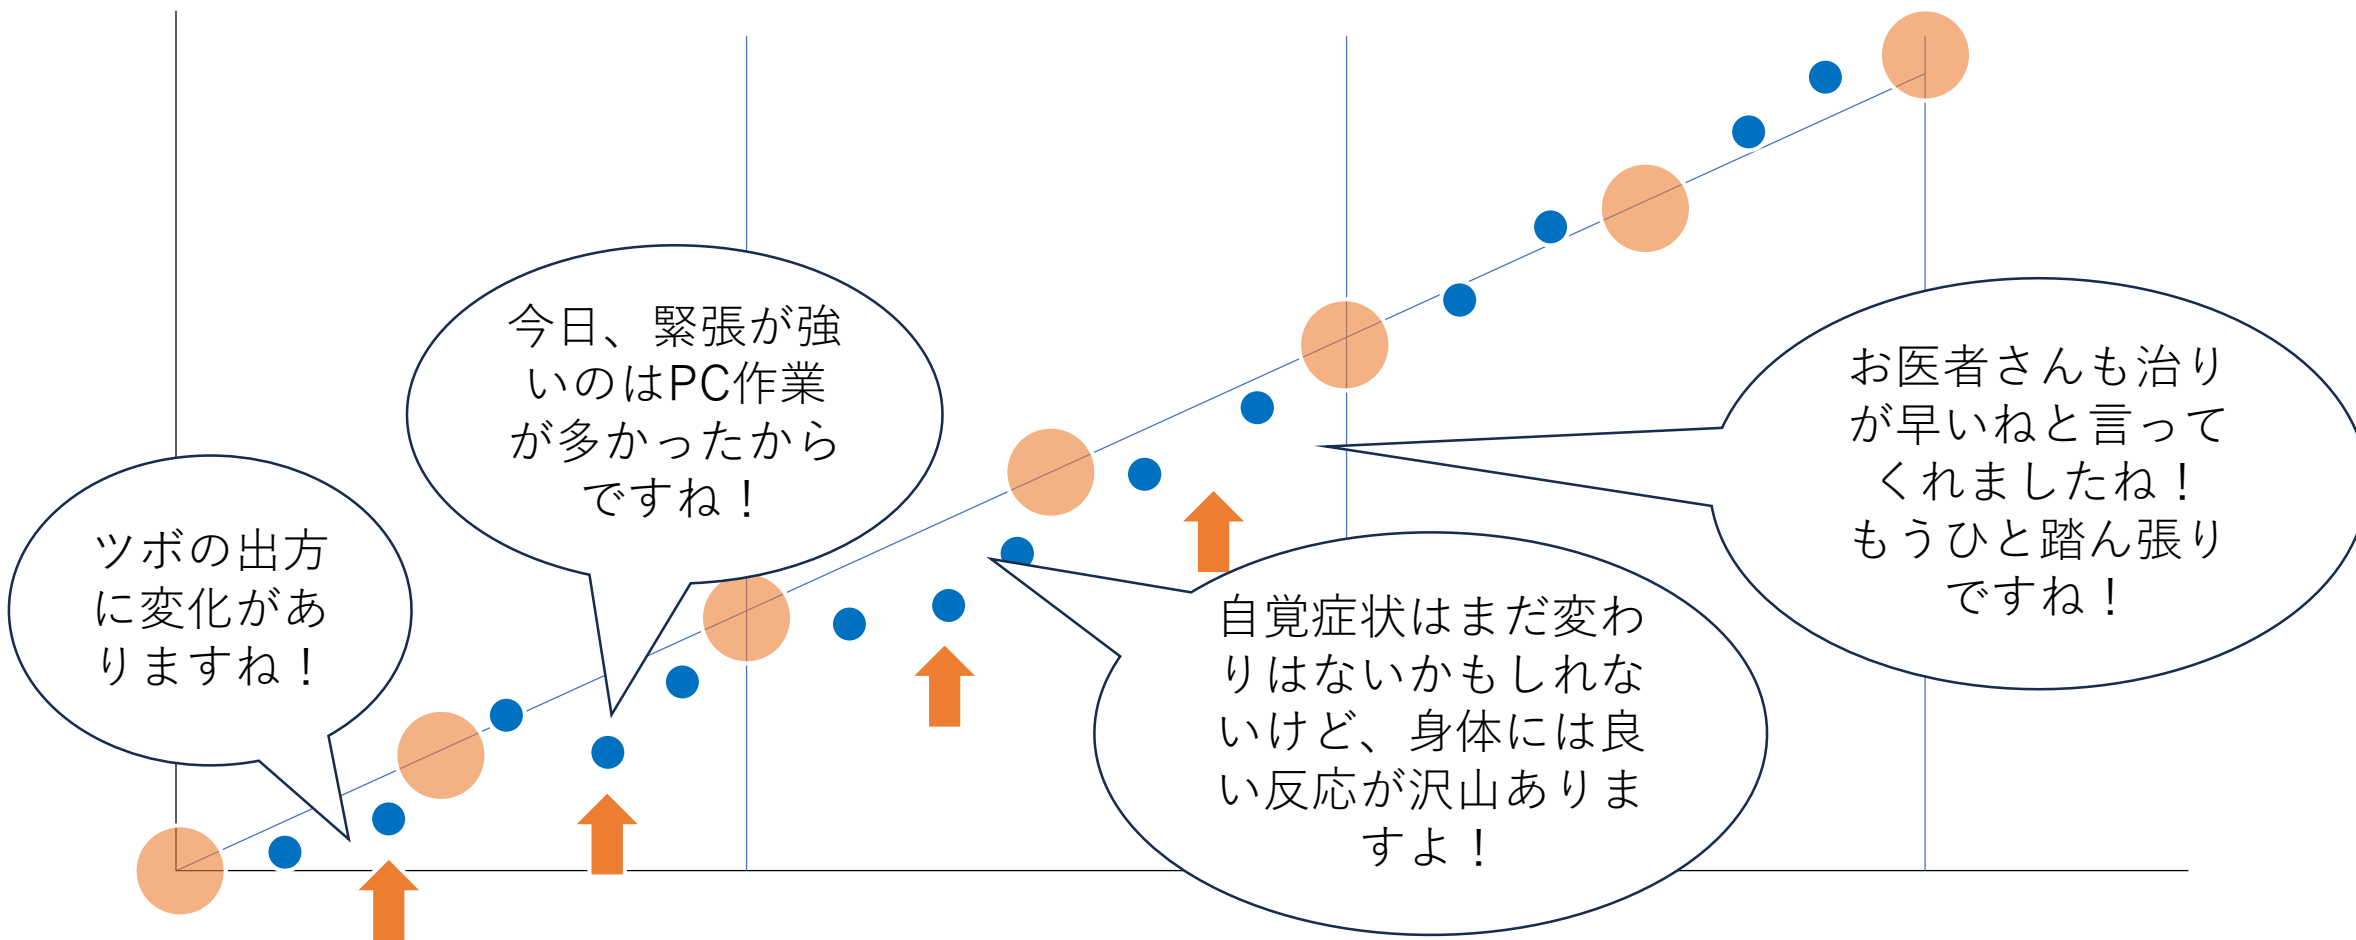 ツボの出方
に変化があ
りますね！
今日、緊張が強
いのはPC作業
が多かったから
ですね！
自覚症状はまだ変わ
りはないかもしれな
いけど、身体には良
い反応が沢山ありま
すよ！
お医者さんも治り
が早いねと言って
くれましたね！
もうひと踏ん張り
ですね！